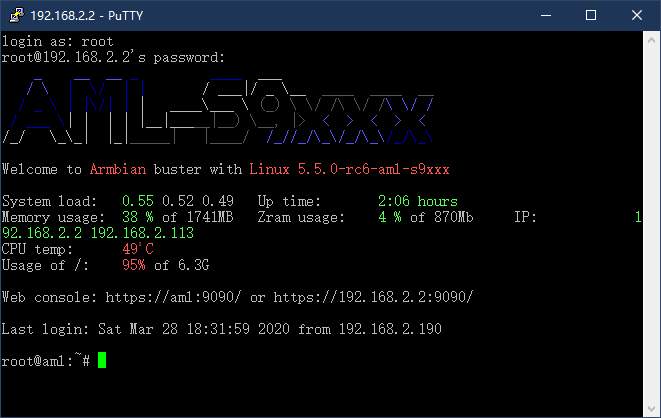 192.168.2.2 - PuTTY
login as: root
root@192.168.2.2's password:
AML-S9xxx
Welcome to Armbian buster with Linux 5.5.0-rc6-aml-s9xxx
System load: 0.55 0.52 0.49 Up time: 2:06 hours
Memory usage: 38 % of 1741MB Zram usage: 4 % of 870Mb IP: 1
92.168.2.2 192.168.2.113
CPU temp: 49°C
Usage of /: 95% of 6.3G
Web console: https://aml:9090/ or https://192.168.2.2:9090/
Last login: Sat Mar 28 18:31:59 2020 from 192.168.2.190
root@aml:~#